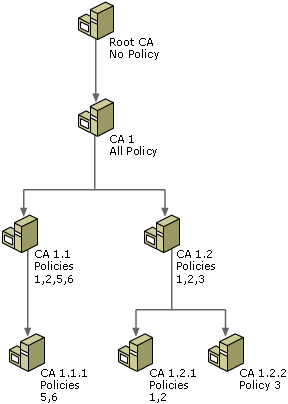 Root CA
No Policy
CA 1
All Policy
CA 1.1
Policies
1,2,5,6
CA 1.2
Policies
1,2,3
CA 1.1.1
Policies
5,6
CA 1.2.1
Policies
1,2
CA 1.2.2
Policy 3